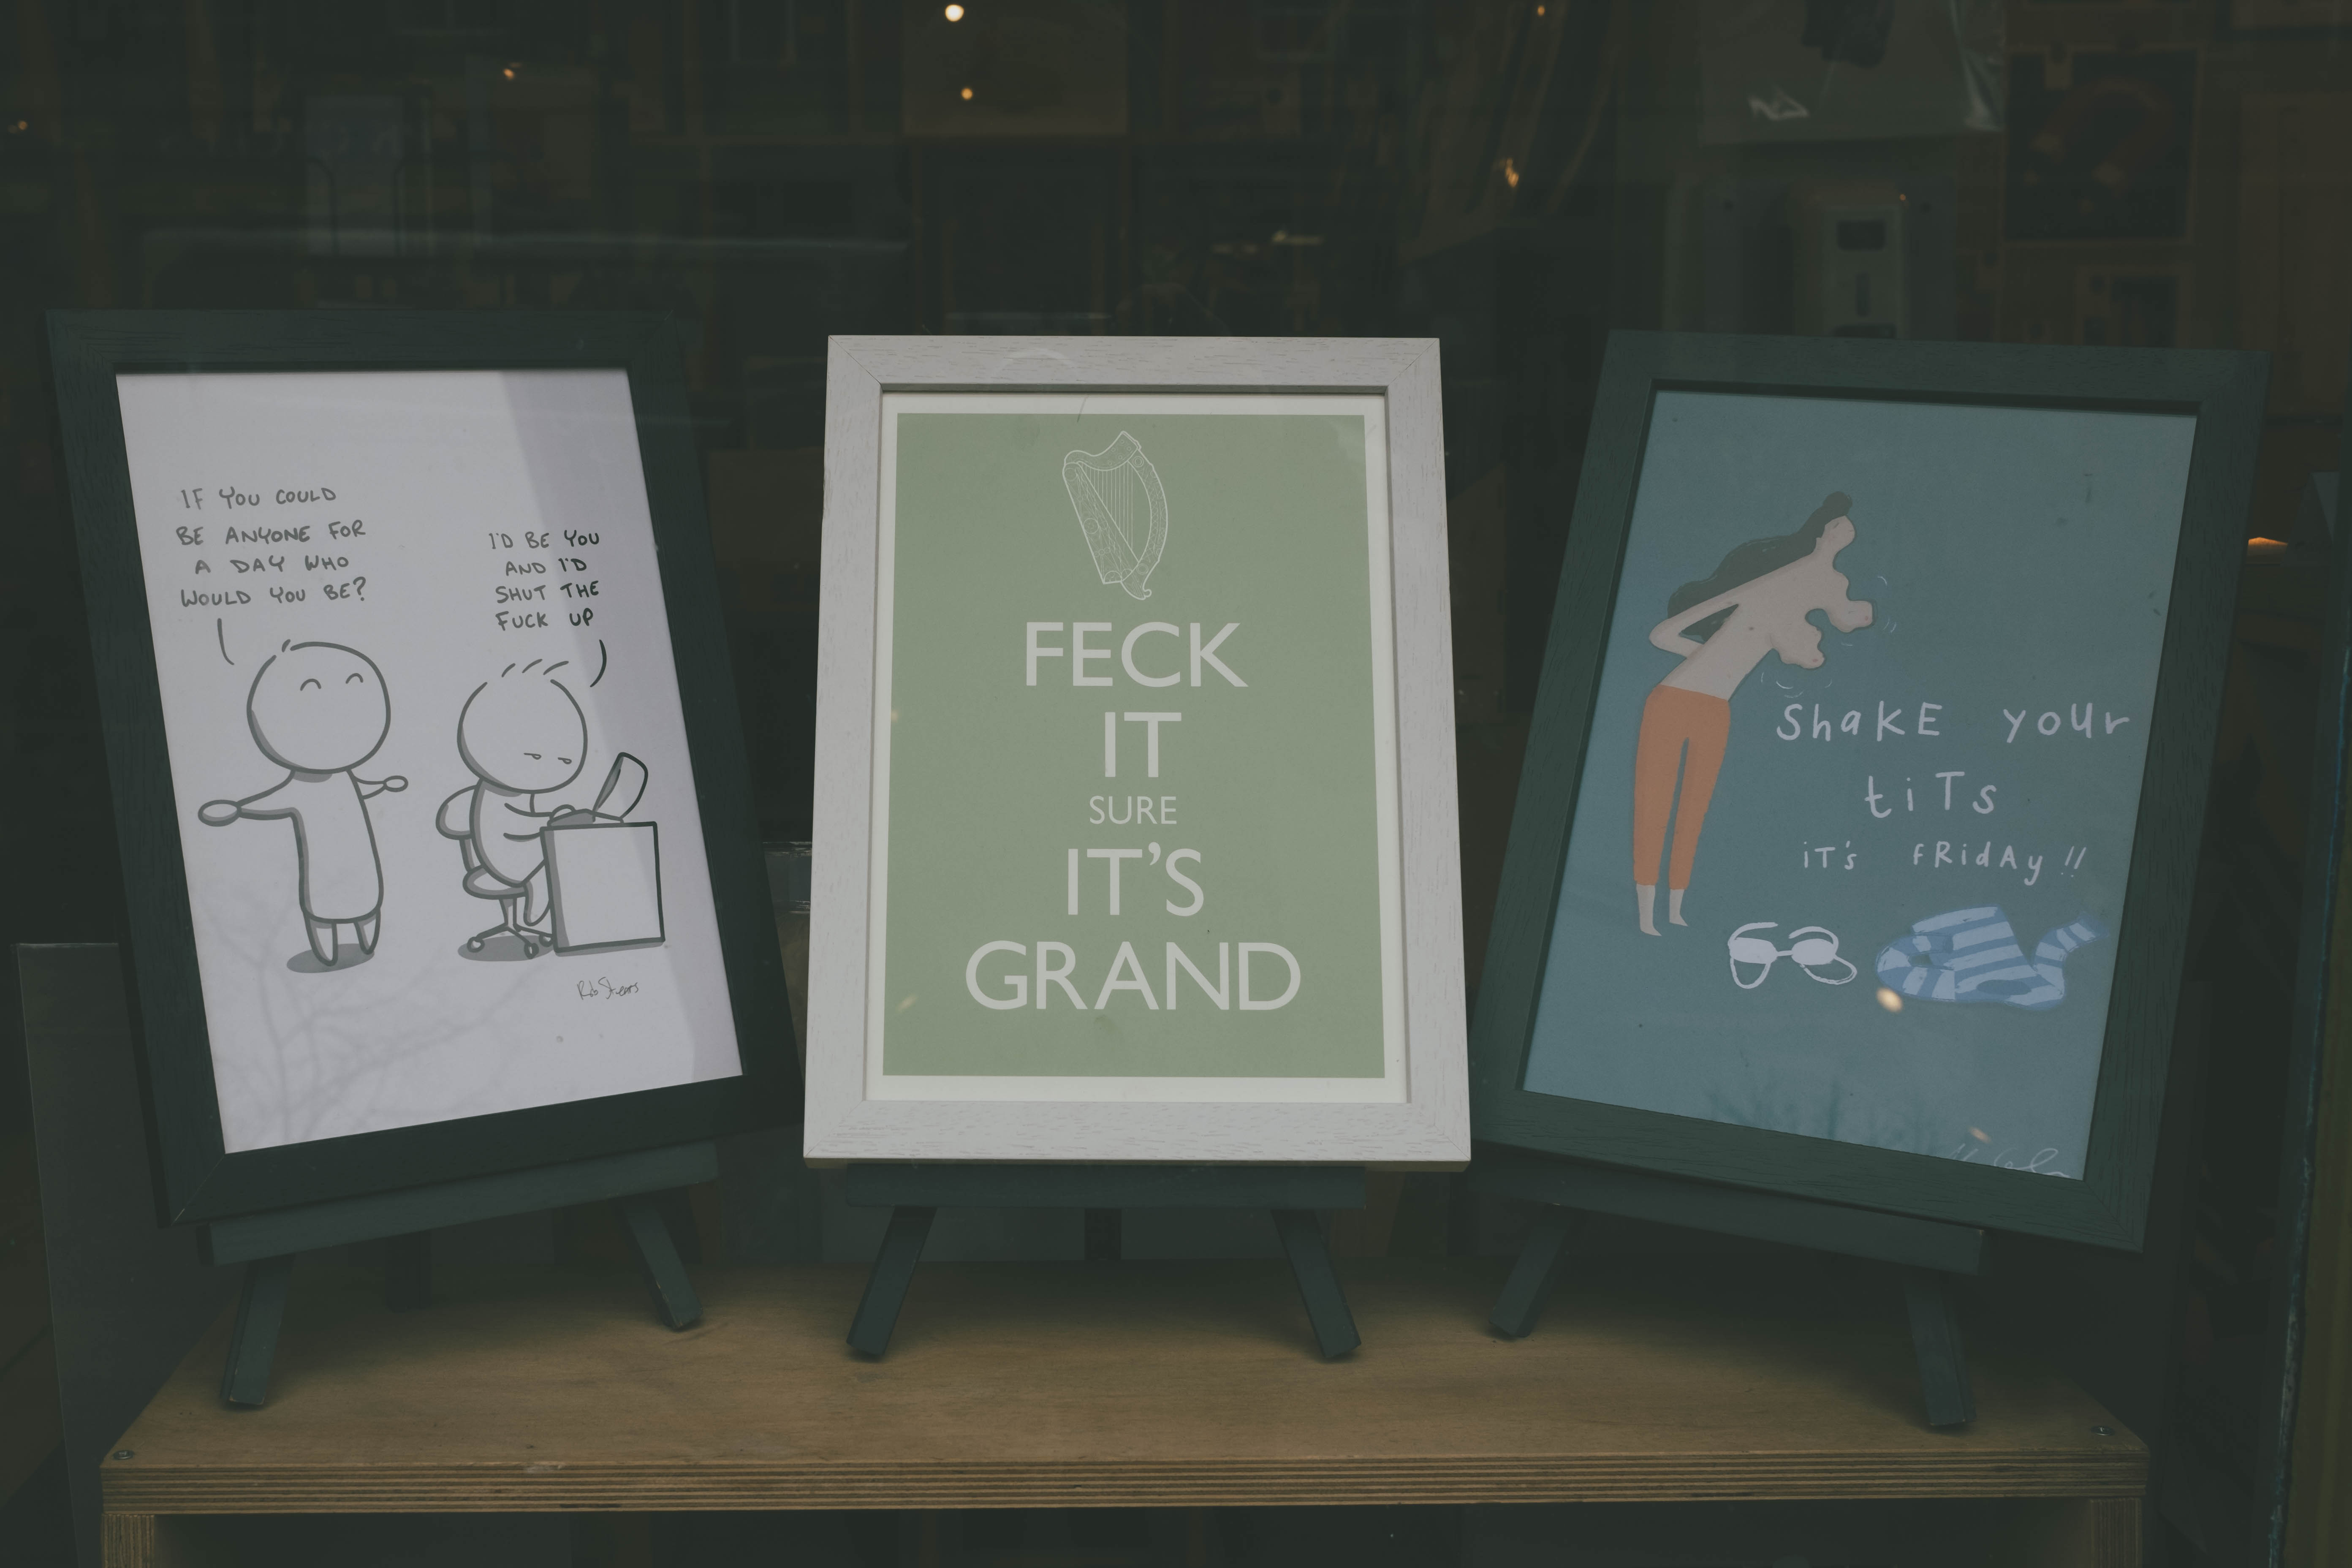 IF YOU COULD
BE ANYONE FOR
A DAY WHO
WOULD YOU BE?
I'D BE YOU
AND I'D
SHUT THE
FUCK UP
FECK
IT
SURE
IT'S
GRAND
ShaKE your
tiTs
iT's fRidAy !!